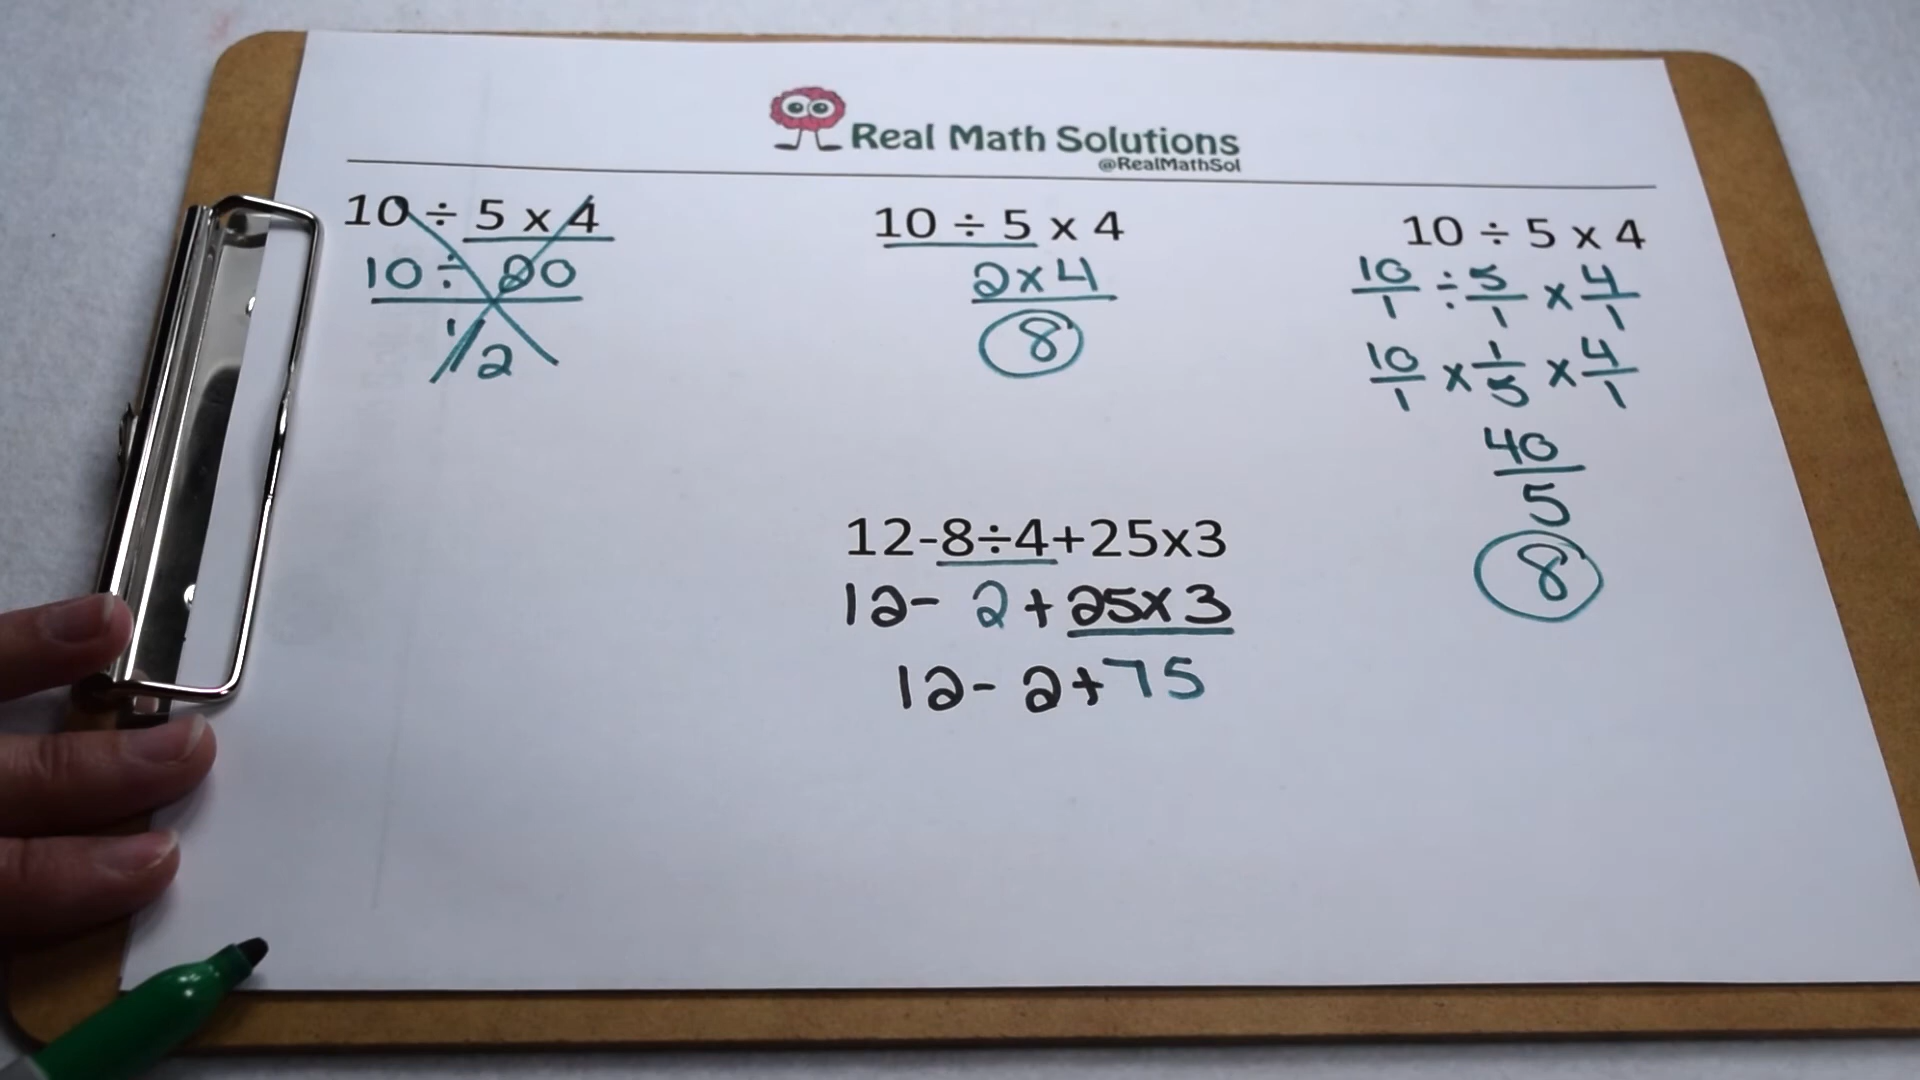 Real Math Solutions
@RealMathSol
10 ÷ 5 x 4
10 ÷ 20
1/2
10 ÷ 5 x 4
2 x 4
8
10 ÷ 5 x 4
10/1 ÷ 5/1 x 4/1
10/1 x 1/5 x 4/1
40/5
8
12-8÷4+25x3
12- 2 + 25x3
12- 2+75